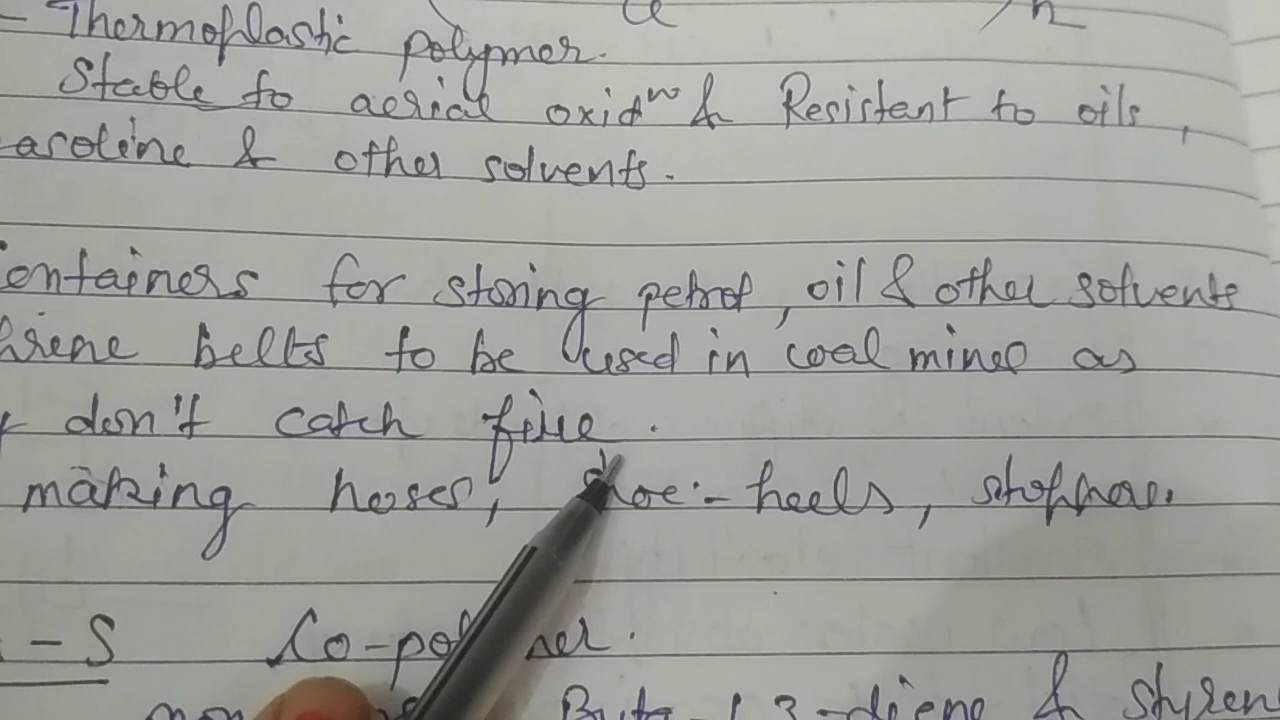 Cl )n
- Thermoplastic polymer.
Stable to aerial oxidn & Resistant to oils,
asoline & other solvents.
ontainers for storing petrol, oil & other solvents
rene belts to be used in coal mines as
don't catch fire.
making hoses, shoe-heels, stoppers.
-S Co-polymer.
Buta-1,3-diene & styren